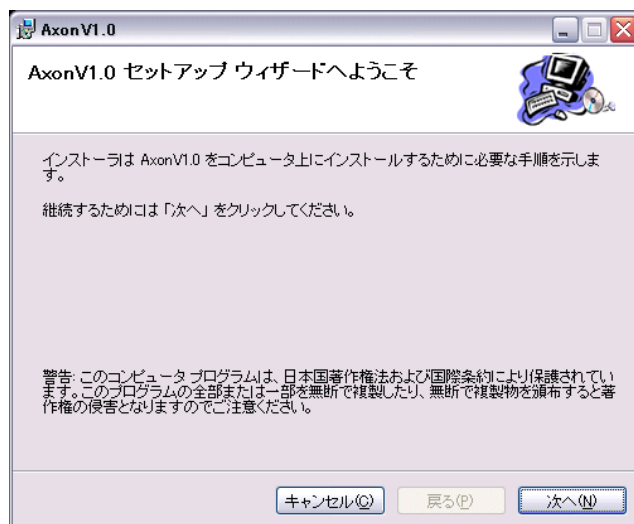 AxonV1.0
AxonV1.0 セットアップ ウィザードへようこそ
インストーラは AxonV1.0 をコンピュータ上にインストールするために必要な手順を示しま
す。
継続するためには「次へ」をクリックしてください。
警告: このコンピュータ プログラムは、日本国著作権法および国際条約により保護されてい
ます。このプログラムの全部または一部を無断で複製したり、無断で複製物を頒布すると著
作権の侵害となりますのでご注意ください。
キャンセル(C) 戻る(P) 次へ(N)